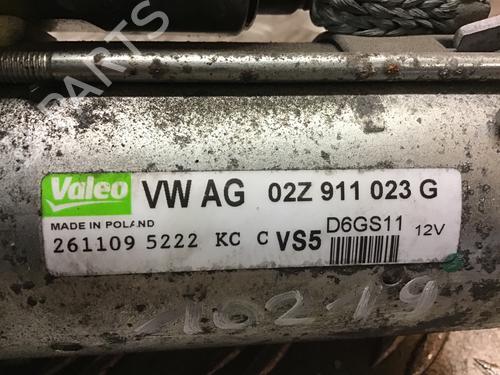 PARTS
Valeo VW AG 02Z 911 023 G
MADE IN POLAND D6GS11 12V
261109 5222 KC C VS5
10219